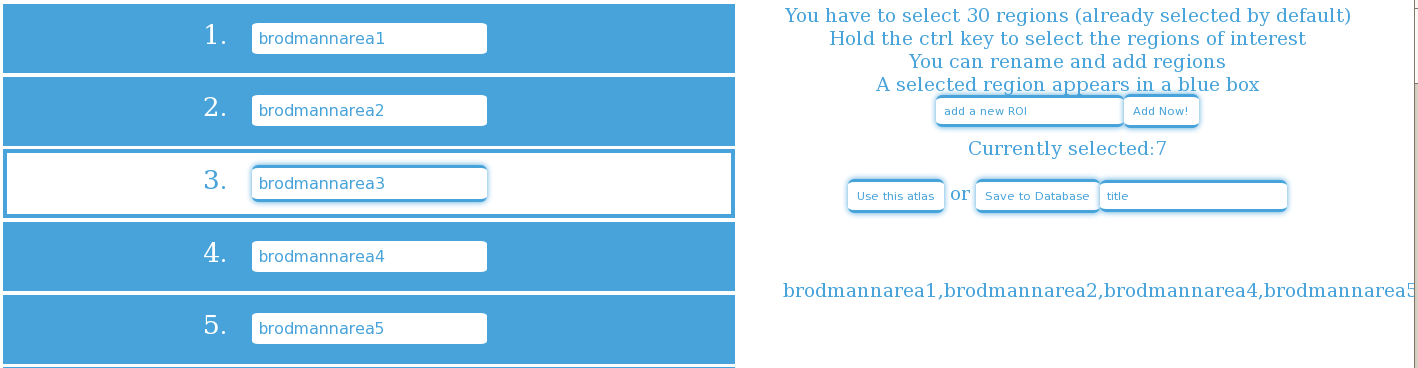 1. brodmannarea1
2. brodmannarea2
3. brodmannarea3
4. brodmannarea4
5. brodmannarea5
You have to select 30 regions (already selected by default)
Hold the ctrl key to select the regions of interest
You can rename and add regions
A selected region appears in a blue box
add a new ROI Add Now!
Currently selected:7
Use this atlas or Save to Database title
brodmannarea1,brodmannarea2,brodmannarea4,brodmannarea5